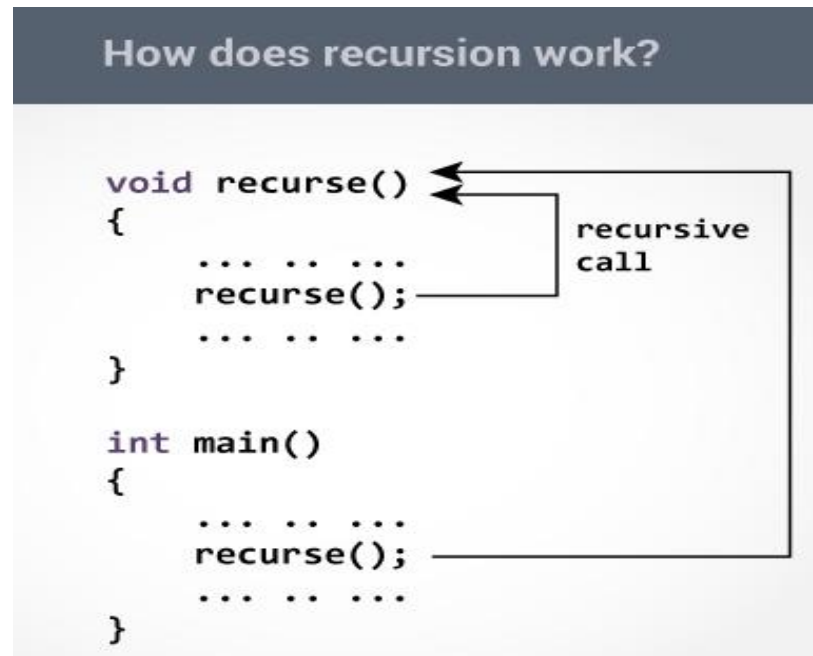 How does recursion work?
void recurse()
{
... .. ...
recurse();
... .. ...
}
recursive
call
int main()
{
... .. ...
recurse();
... .. ...
}